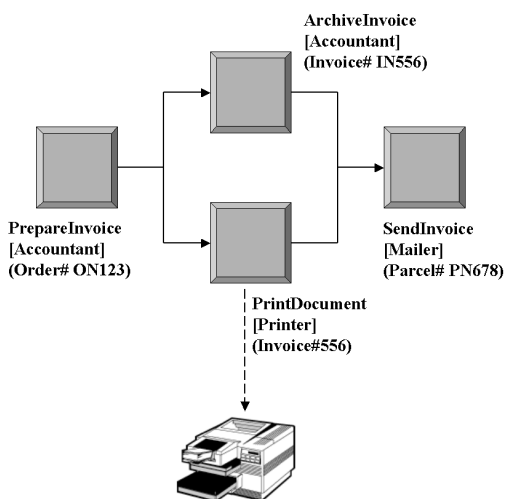 ArchiveInvoice
[Accountant]
(Invoice# IN556)
PrepareInvoice
[Accountant]
(Order# ON123)
SendInvoice
[Mailer]
(Parcel# PN678)
PrintDocument
[Printer]
(Invoice#556)